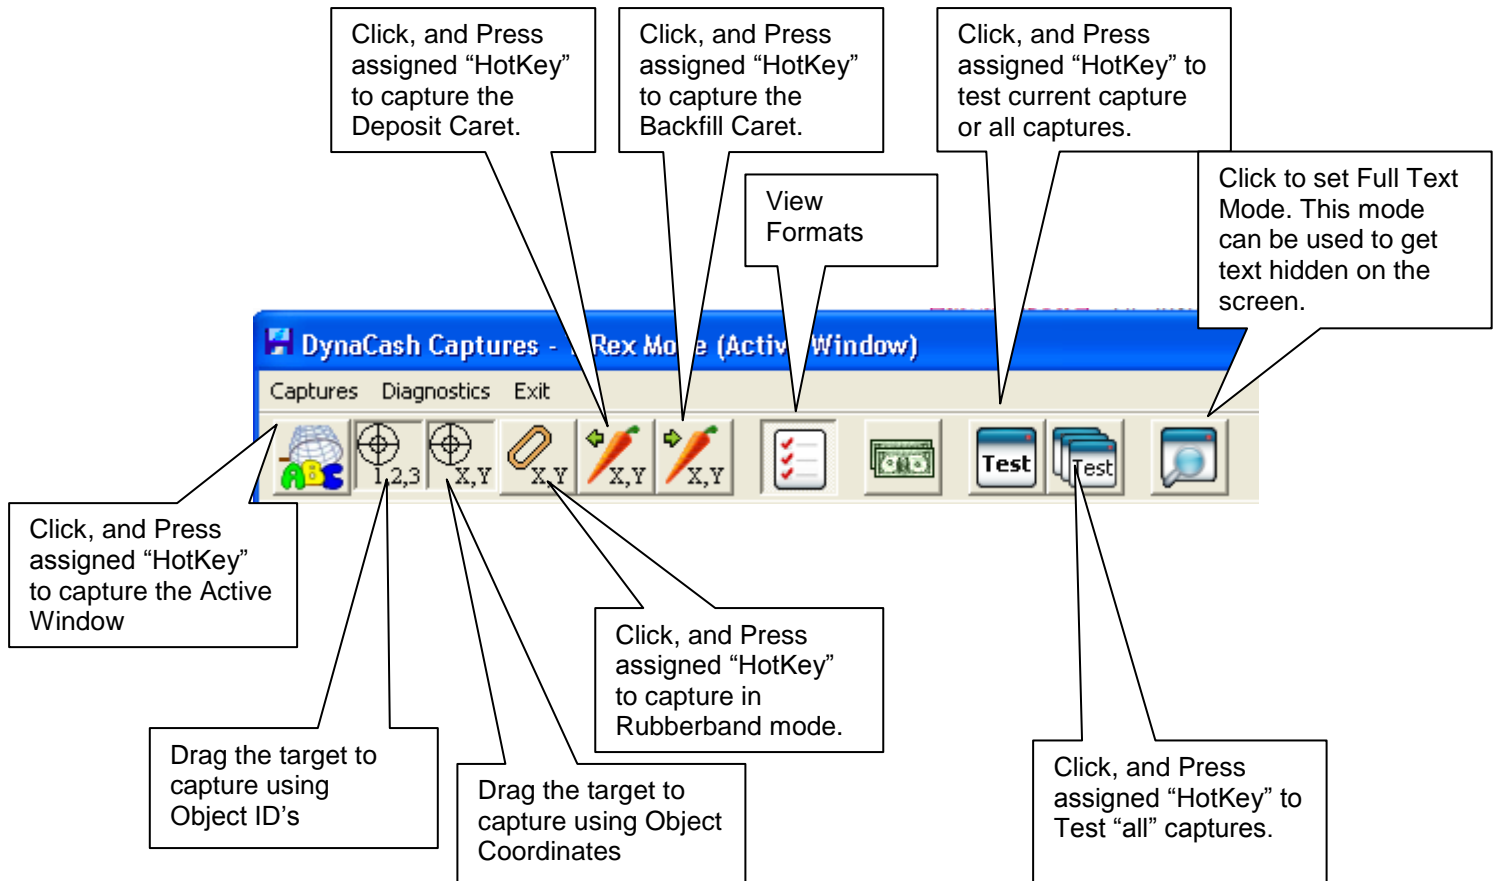 Click, and Press
assigned “HotKey”
to capture the
Deposit Caret.
Click, and Press
assigned “HotKey”
to capture the
Backfill Caret.
Click, and Press
assigned “HotKey” to
test current capture
or all captures.
View
Formats
Click to set Full Text
Mode. This mode
can be used to get
text hidden on the
screen.
DynaCash Captures - Rex Mo e (Activ Window)
Captures Diagnostics Exit
ABC
1,2,3
X,Y
X,Y
X,Y
X,Y
Test
Test
Click, and Press
assigned “HotKey”
to capture the Active
Window
Click, and Press
assigned “HotKey”
to capture in
Rubberband mode.
Drag the target to
capture using
Object ID’s
Drag the target to
capture using Object
Coordinates
Click, and Press
assigned “HotKey” to
Test “all” captures.